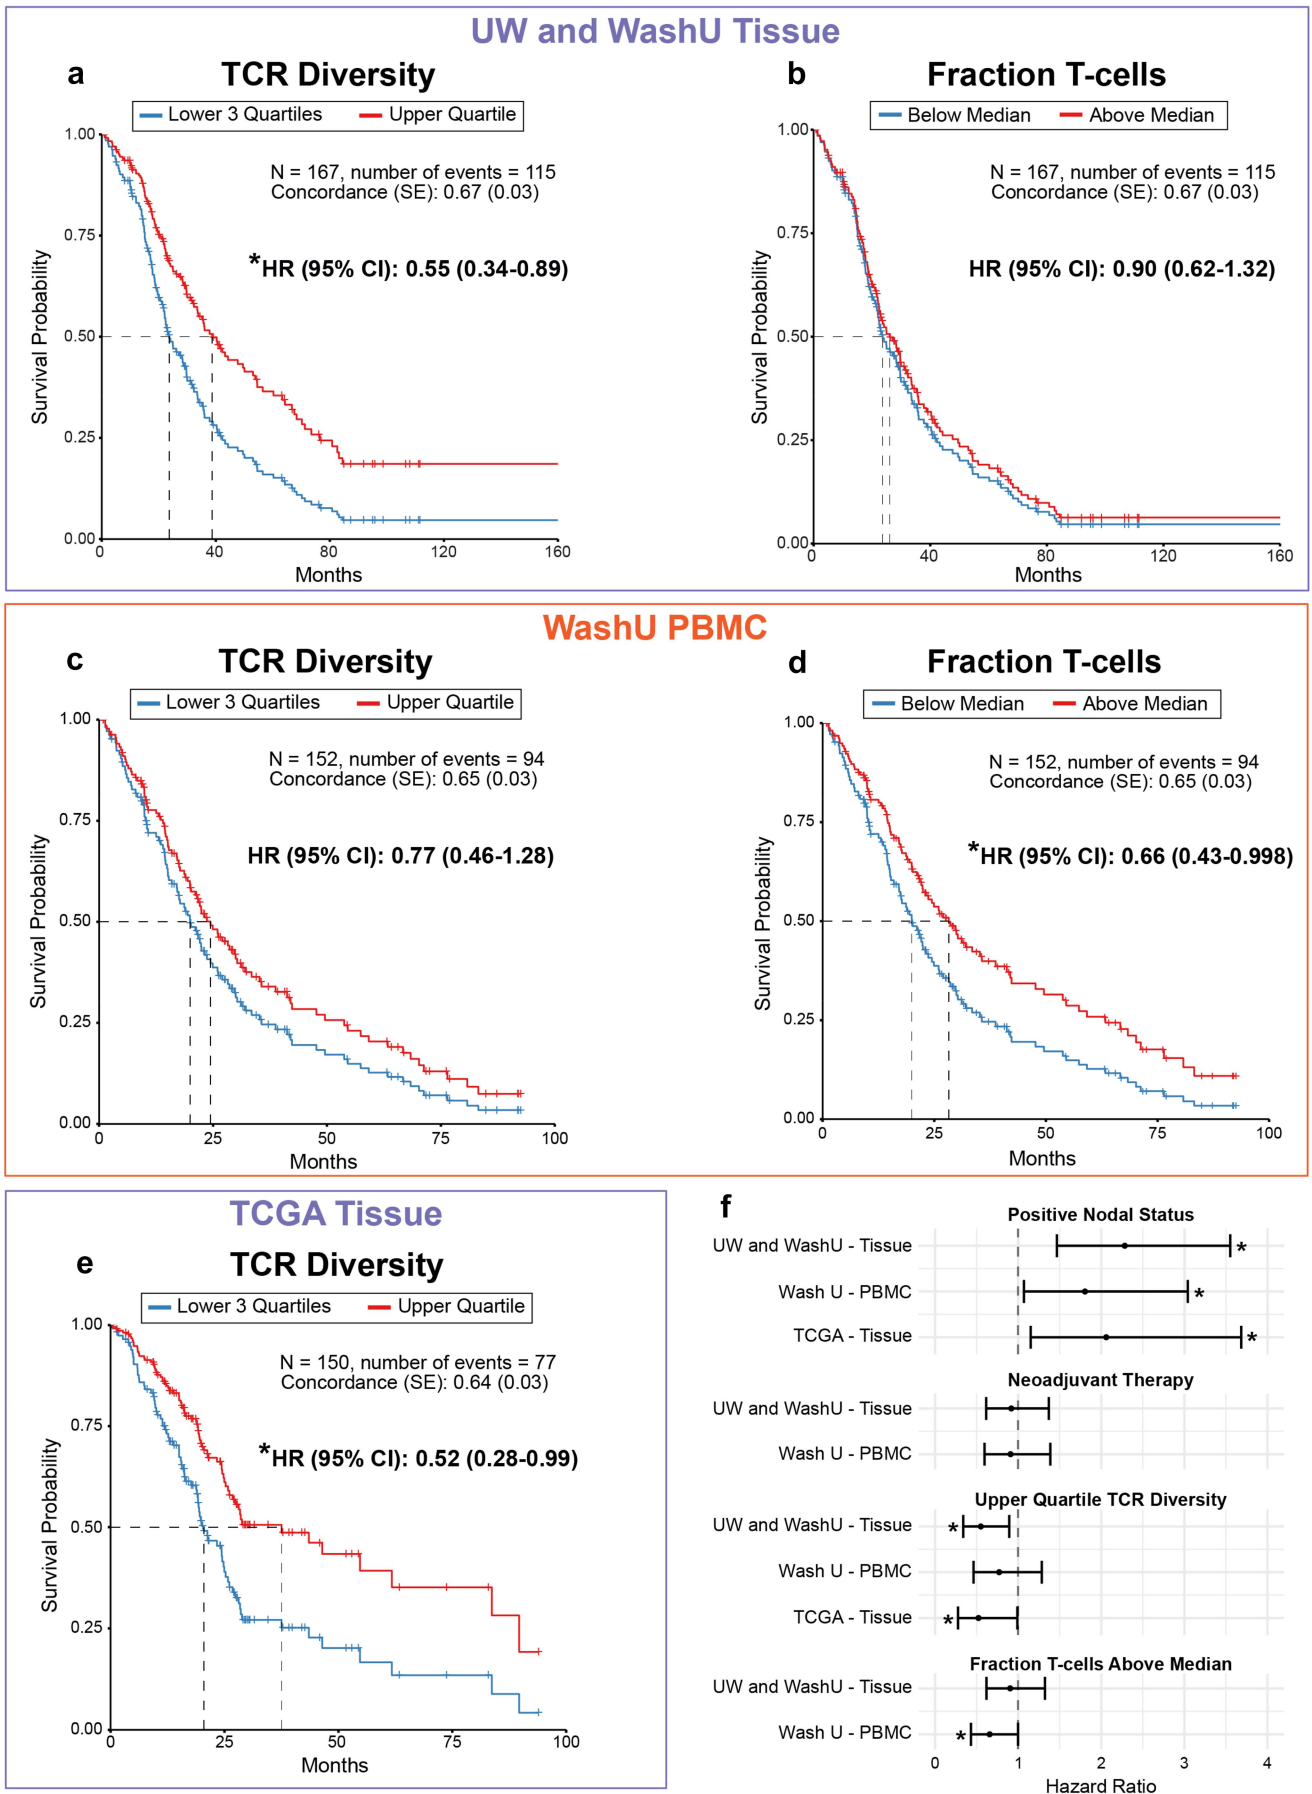 UW and WashU Tissue
a
TCR Diversity
Lower 3 Quartiles
Upper Quartile
N = 167, number of events = 115
Concordance (SE): 0.67 (0.03)
*HR (95% CI): 0.55 (0.34-0.89)
Survival Probability
1.00
0.75
0.50
0.25
0.00
0
40
80
120
160
Months
b
Fraction T-cells
Below Median
Above Median
N = 167, number of events = 115
Concordance (SE): 0.67 (0.03)
HR (95% CI): 0.90 (0.62-1.32)
Survival Probability
1.00
0.75
0.50
0.25
0.00
0
40
80
120
160
Months
WashU PBMC
c
TCR Diversity
Lower 3 Quartiles
Upper Quartile
N = 152, number of events = 94
Concordance (SE): 0.65 (0.03)
HR (95% CI): 0.77 (0.46-1.28)
Survival Probability
1.00
0.75
0.50
0.25
0.00
0
25
50
75
100
Months
d
Fraction T-cells
Below Median
Above Median
N = 152, number of events = 94
Concordance (SE): 0.65 (0.03)
*HR (95% CI): 0.66 (0.43-0.998)
Survival Probability
1.00
0.75
0.50
0.25
0.00
0
25
50
75
100
Months
TCGA Tissue
e
TCR Diversity
Lower 3 Quartiles
Upper Quartile
N = 150, number of events = 77
Concordance (SE): 0.64 (0.03)
*HR (95% CI): 0.52 (0.28-0.99)
Survival Probability
1.00
0.75
0.50
0.25
0.00
0
25
50
75
100
Months
f
Positive Nodal Status
UW and WashU - Tissue
*
Wash U - PBMC
*
TCGA - Tissue
*
Neoadjuvant Therapy
UW and WashU - Tissue
Wash U - PBMC
Upper Quartile TCR Diversity
UW and WashU - Tissue
*
Wash U - PBMC
TCGA - Tissue
*
Fraction T-cells Above Median
UW and WashU - Tissue
Wash U - PBMC
*
0
1
2
3
4
Hazard Ratio